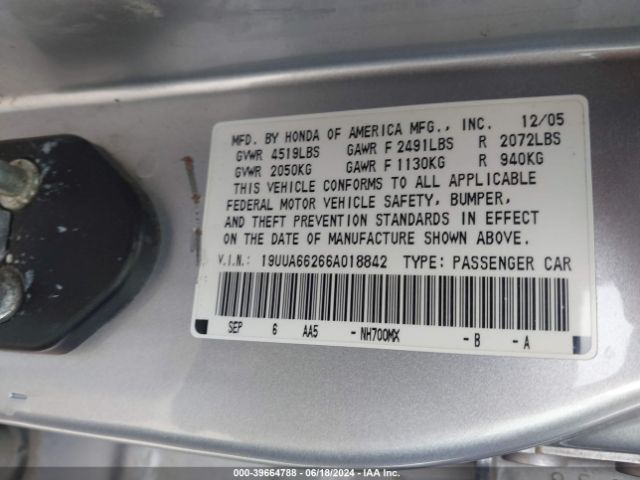 MFD. BY HONDA OF AMERICA MFG., INC. 12/05
GVWR 4519LBS GAWR F 2491LBS R 2072LBS
GVWR 2050KG GAWR F 1130KG R 940KG
THIS VEHICLE CONFORMS TO ALL APPLICABLE
FEDERAL MOTOR VEHICLE SAFETY, BUMPER,
AND THEFT PREVENTION STANDARDS IN EFFECT
ON THE DATE OF MANUFACTURE SHOWN ABOVE.
V.I.N.: 19UUA66266A018842 TYPE: PASSENGER CAR
SEP 6 AA5 -NH700MX -B -A
000-39664788 - 06/18/2024 - IAA Inc.